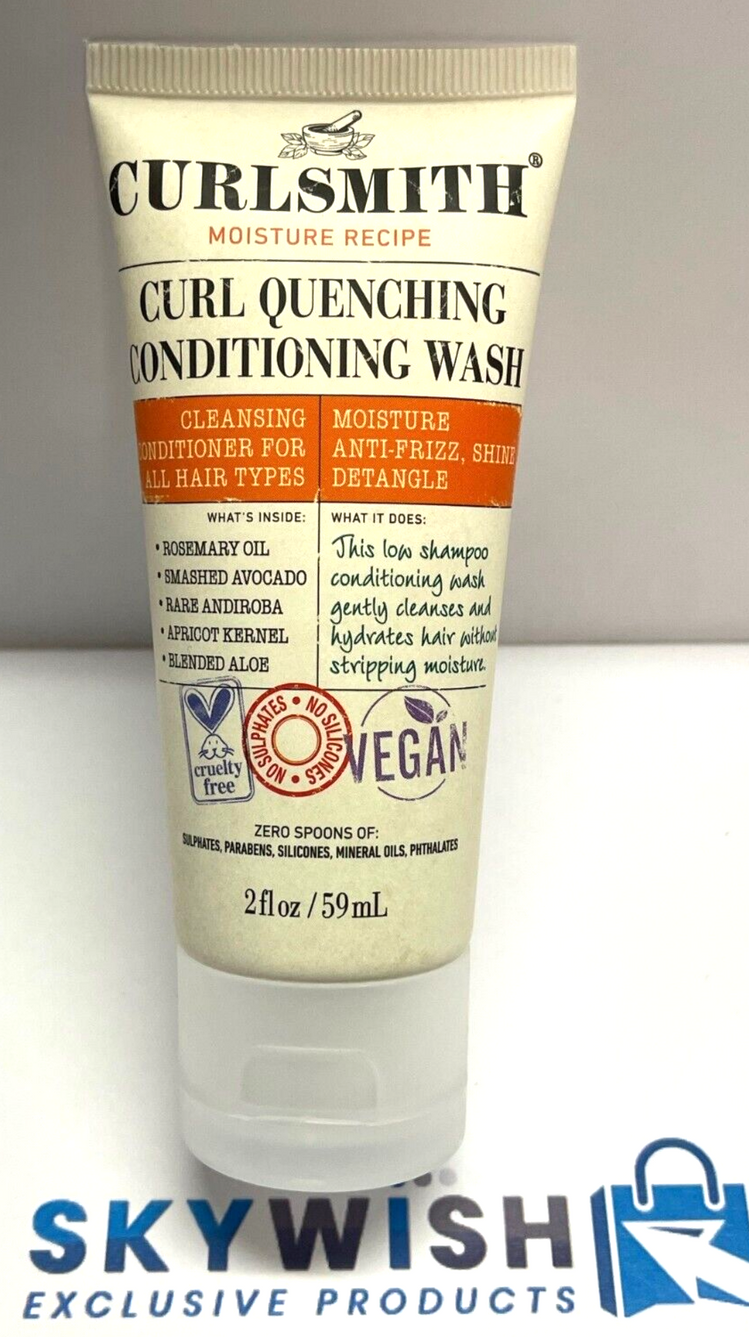 CURLSMITH®
MOISTURE RECIPE
CURL QUENCHING
CONDITIONING WASH
CLEANSING
CONDITIONER FOR
ALL HAIR TYPES
MOISTURE
ANTI-FRIZZ, SHINE
DETANGLE
WHAT'S INSIDE:
• ROSEMARY OIL
• SMASHED AVOCADO
• RARE ANDIROBA
• APRICOT KERNEL
• BLENDED ALOE
WHAT IT DOES:
This low shampoo
conditioning wash
gently cleanses and
hydrates hair without
stripping moisture.
cruelty
free
NO SULPHATES • NO SILICONES •
VEGAN
ZERO SPOONS OF:
SULPHATES, PARABENS, SILICONES, MINERAL OILS, PHTHALATES
2 fl oz / 59 mL
SKYWISH
EXCLUSIVE PRODUCTS